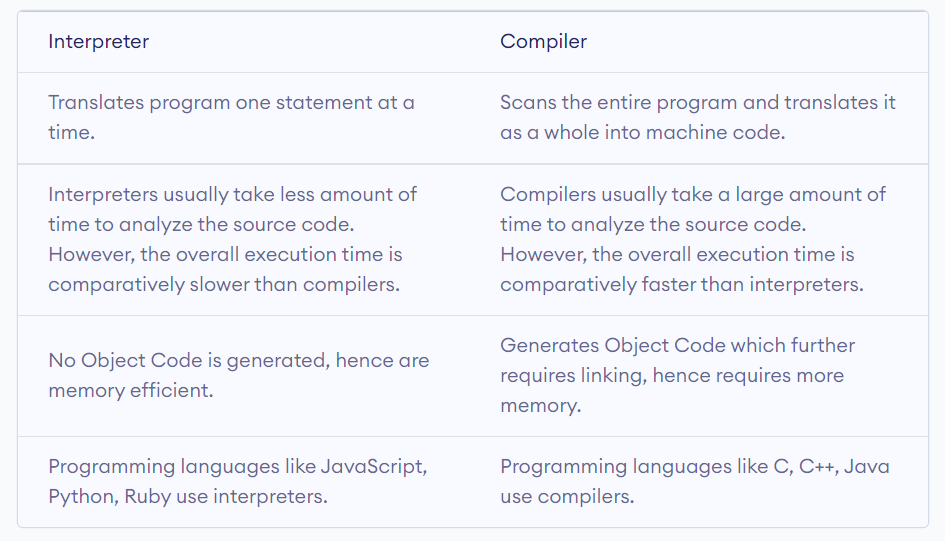 Interpreter
Compiler
Translates program one statement at a
time.
Scans the entire program and translates it
as a whole into machine code.
Interpreters usually take less amount of
time to analyze the source code.
However, the overall execution time is
comparatively slower than compilers.
Compilers usually take a large amount of
time to analyze the source code.
However, the overall execution time is
comparatively faster than interpreters.
No Object Code is generated, hence are
memory efficient.
Generates Object Code which further
requires linking, hence requires more
memory.
Programming languages like JavaScript,
Python, Ruby use interpreters.
Programming languages like C, C++, Java
use compilers.